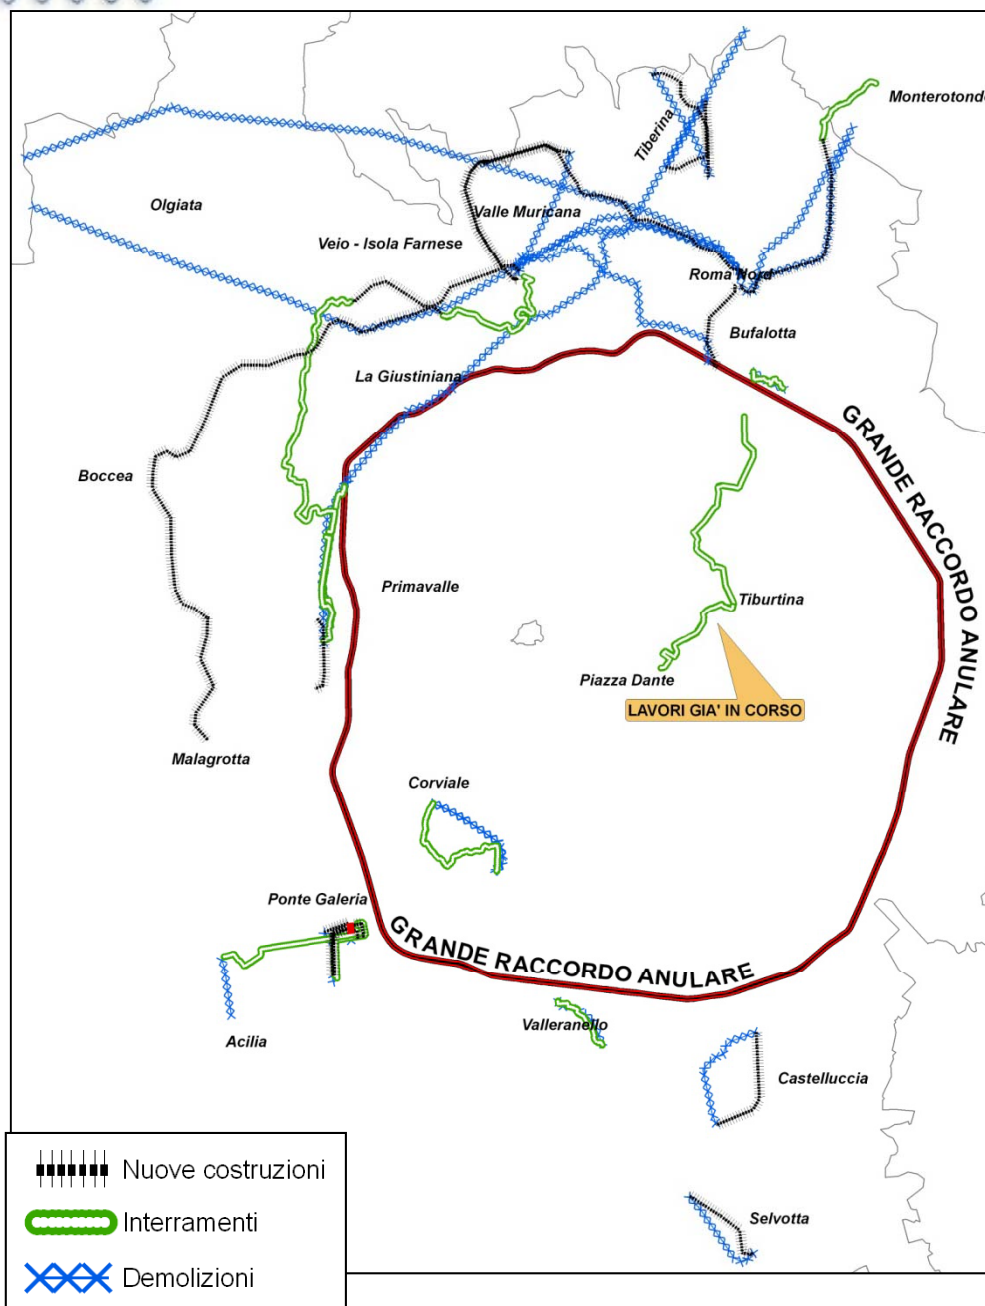 Monterotondo
Tiberina
Olgiata
Valle Muricana
Veio - Isola Farnese
Roma Nord
Bufalotta
La Giustiniana
GRANDE RACCORDO ANULARE
Boccea
Primavalle
Tiburtina
Piazza Dante
LAVORI GIA' IN CORSO
Malagrotta
Corviale
Ponte Galeria
GRANDE RACCORDO ANULARE
Valleranello
Acilia
Castelluccia
Selvotta
Nuove costruzioni
Interramenti
Demolizioni